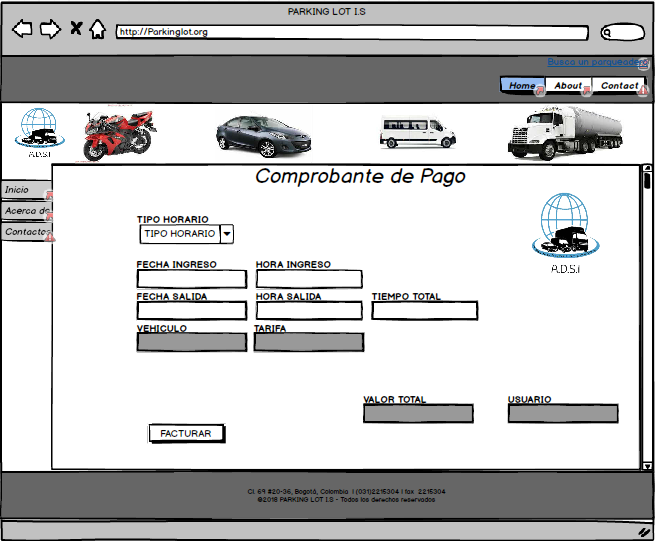 PARKING LOT I.S
http://Parkinglot.org
Busca un parqueadero
Home
About
Contact
A.D.S.I
Comprobante de Pago
Inicio
Acerca de
Contactos
TIPO HORARIO
TIPO HORARIO
A.D.S.I
FECHA INGRESO
HORA INGRESO
FECHA SALIDA
HORA SALIDA
TIEMPO TOTAL
VEHICULO
TARIFA
VALOR TOTAL
USUARIO
FACTURAR
Cl. 69 #20-36, Bogotá, Colombia | (031)2215304 | fax 2215304
©2018 PARKING LOT I.S - Todos los derechos reservados